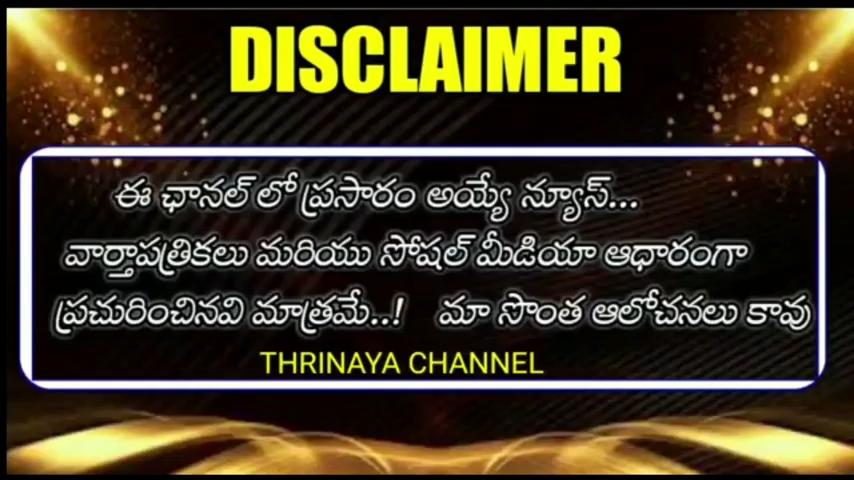 DISCLAIMER
ఈ ఛానల్ లో ప్రసారం అయ్యే న్యూస్...
వార్తాపత్రికలు మరియు సోషల్ మీడియా ఆధారంగా
ప్రచురించినవి మాత్రమే..! మా సొంత ఆలోచనలు కావు
THRINAYA CHANNEL